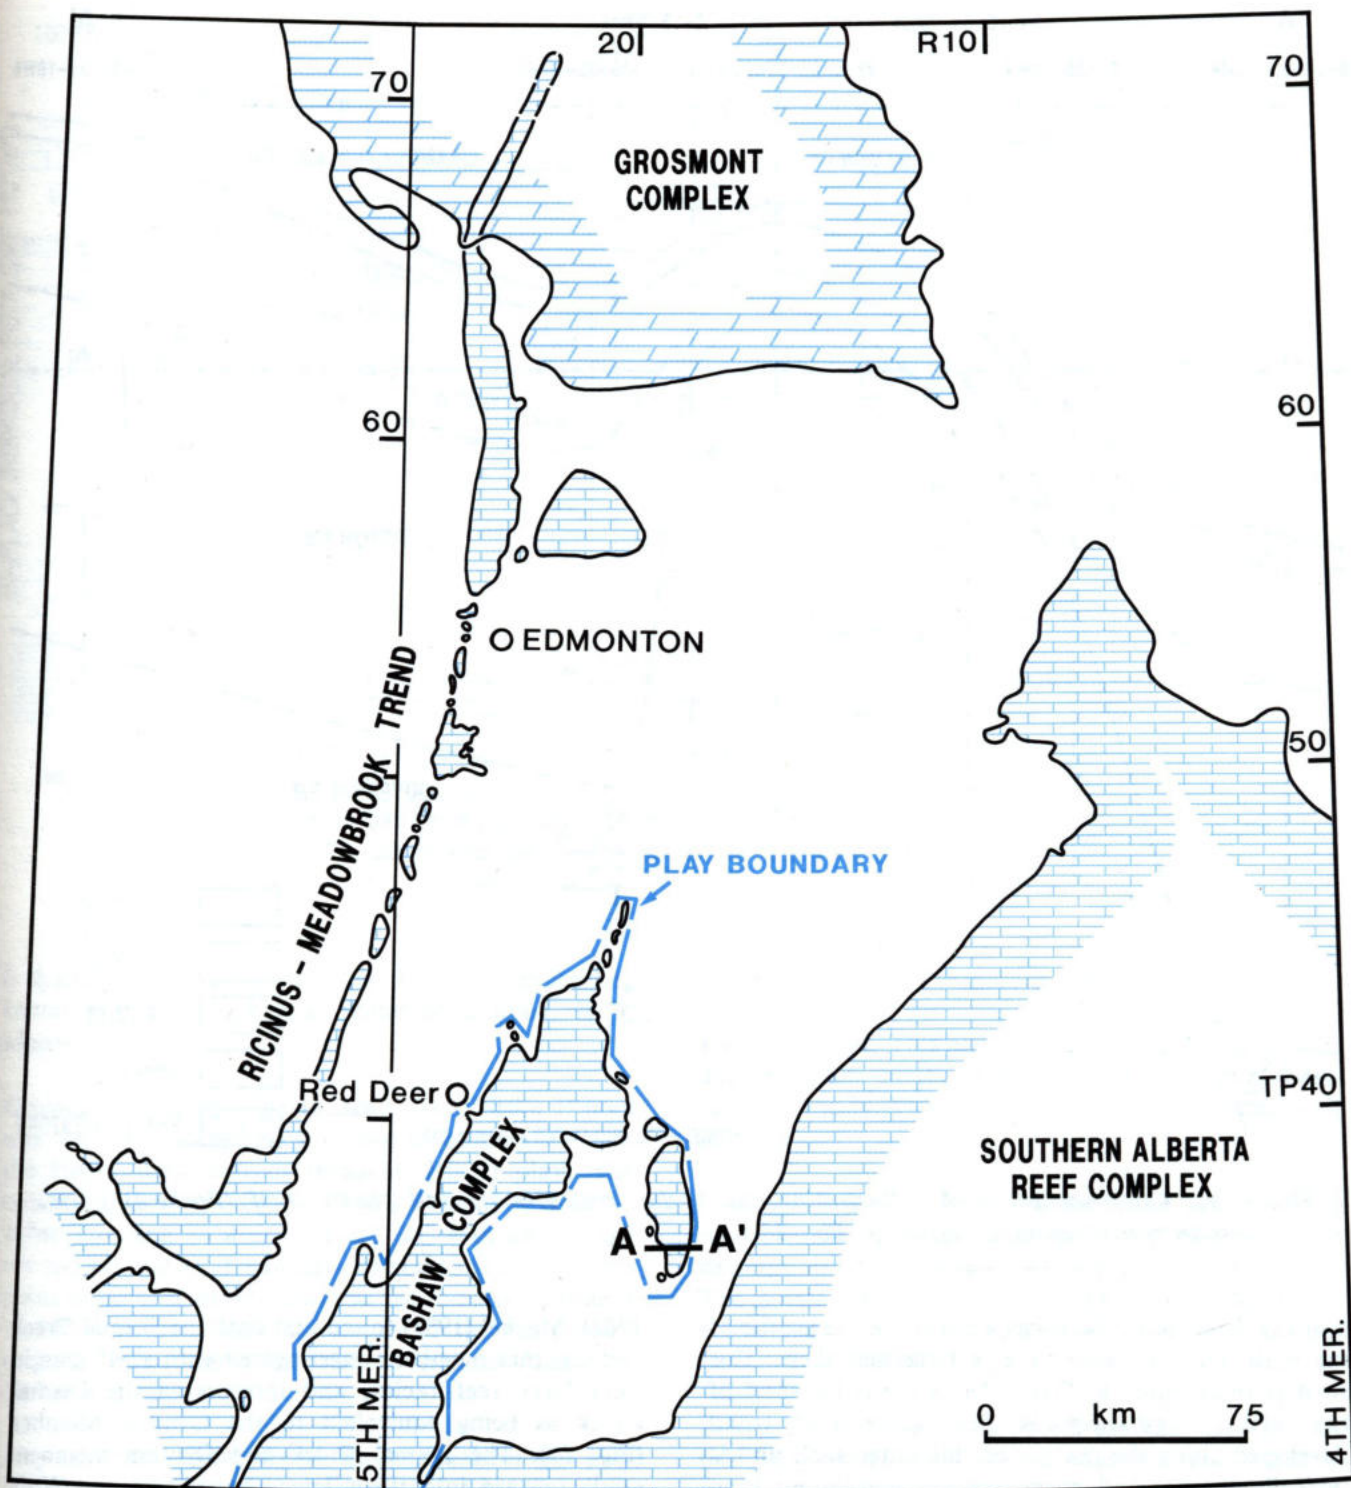 20
R10
70
70
GROSMONT
COMPLEX
60
60
EDMONTON
RICINUS - MEADOWBROOK TREND
50
PLAY BOUNDARY
Red Deer
TP40
BASHAW COMPLEX
SOUTHERN ALBERTA
REEF COMPLEX
A A'
5TH MER.
0 km 75
4TH MER.